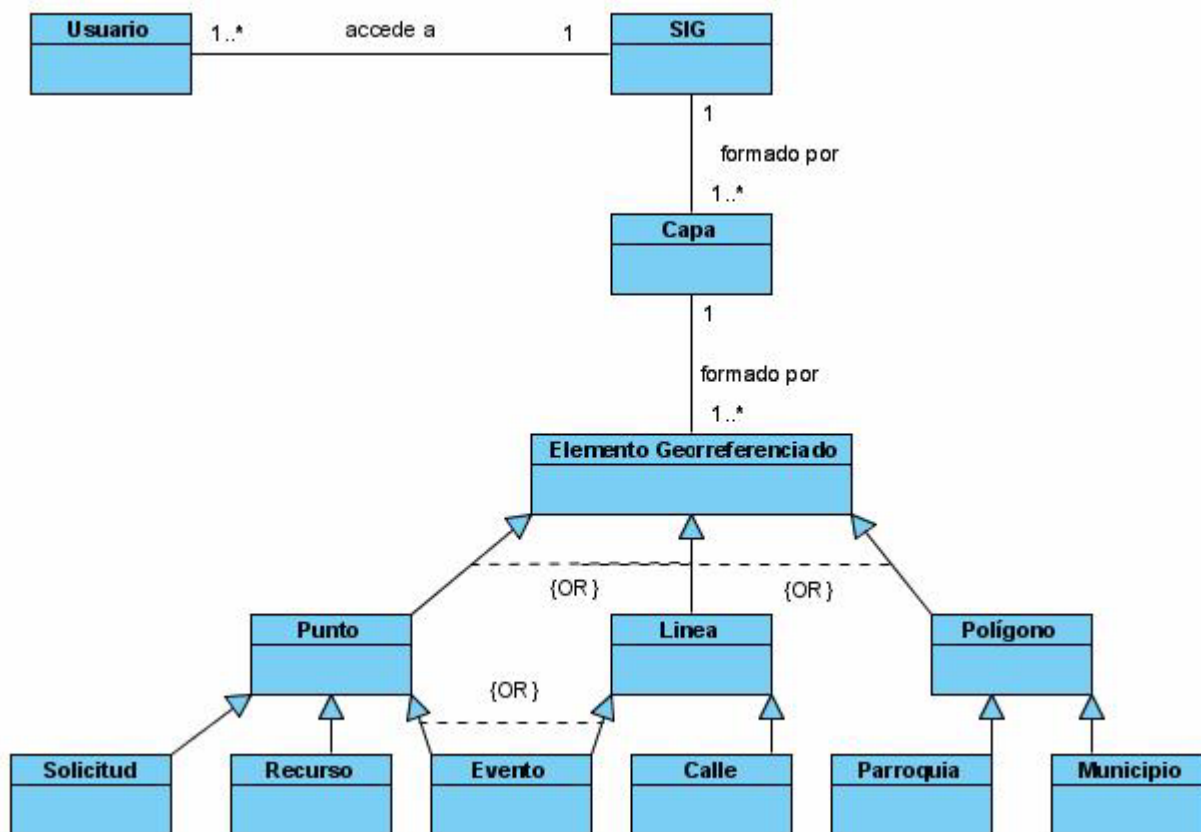 Usuario
1..*
accede a
1
SIG
1
formado por
1..*
Capa
1
formado por
1..*
Elemento Georreferenciado
{OR}
{OR}
Punto
Linea
Polígono
{OR}
Solicitud
Recurso
Evento
Calle
Parroquia
Municipio